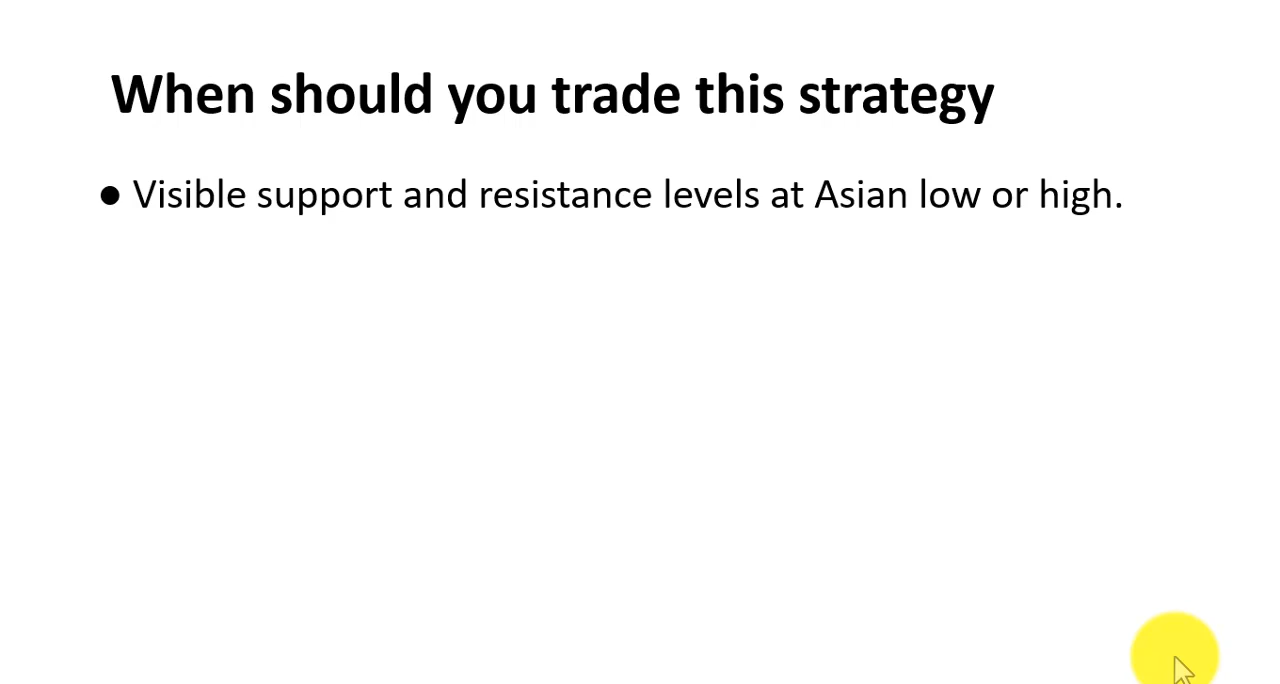 When should you trade this strategy
● Visible support and resistance levels at Asian low or high.